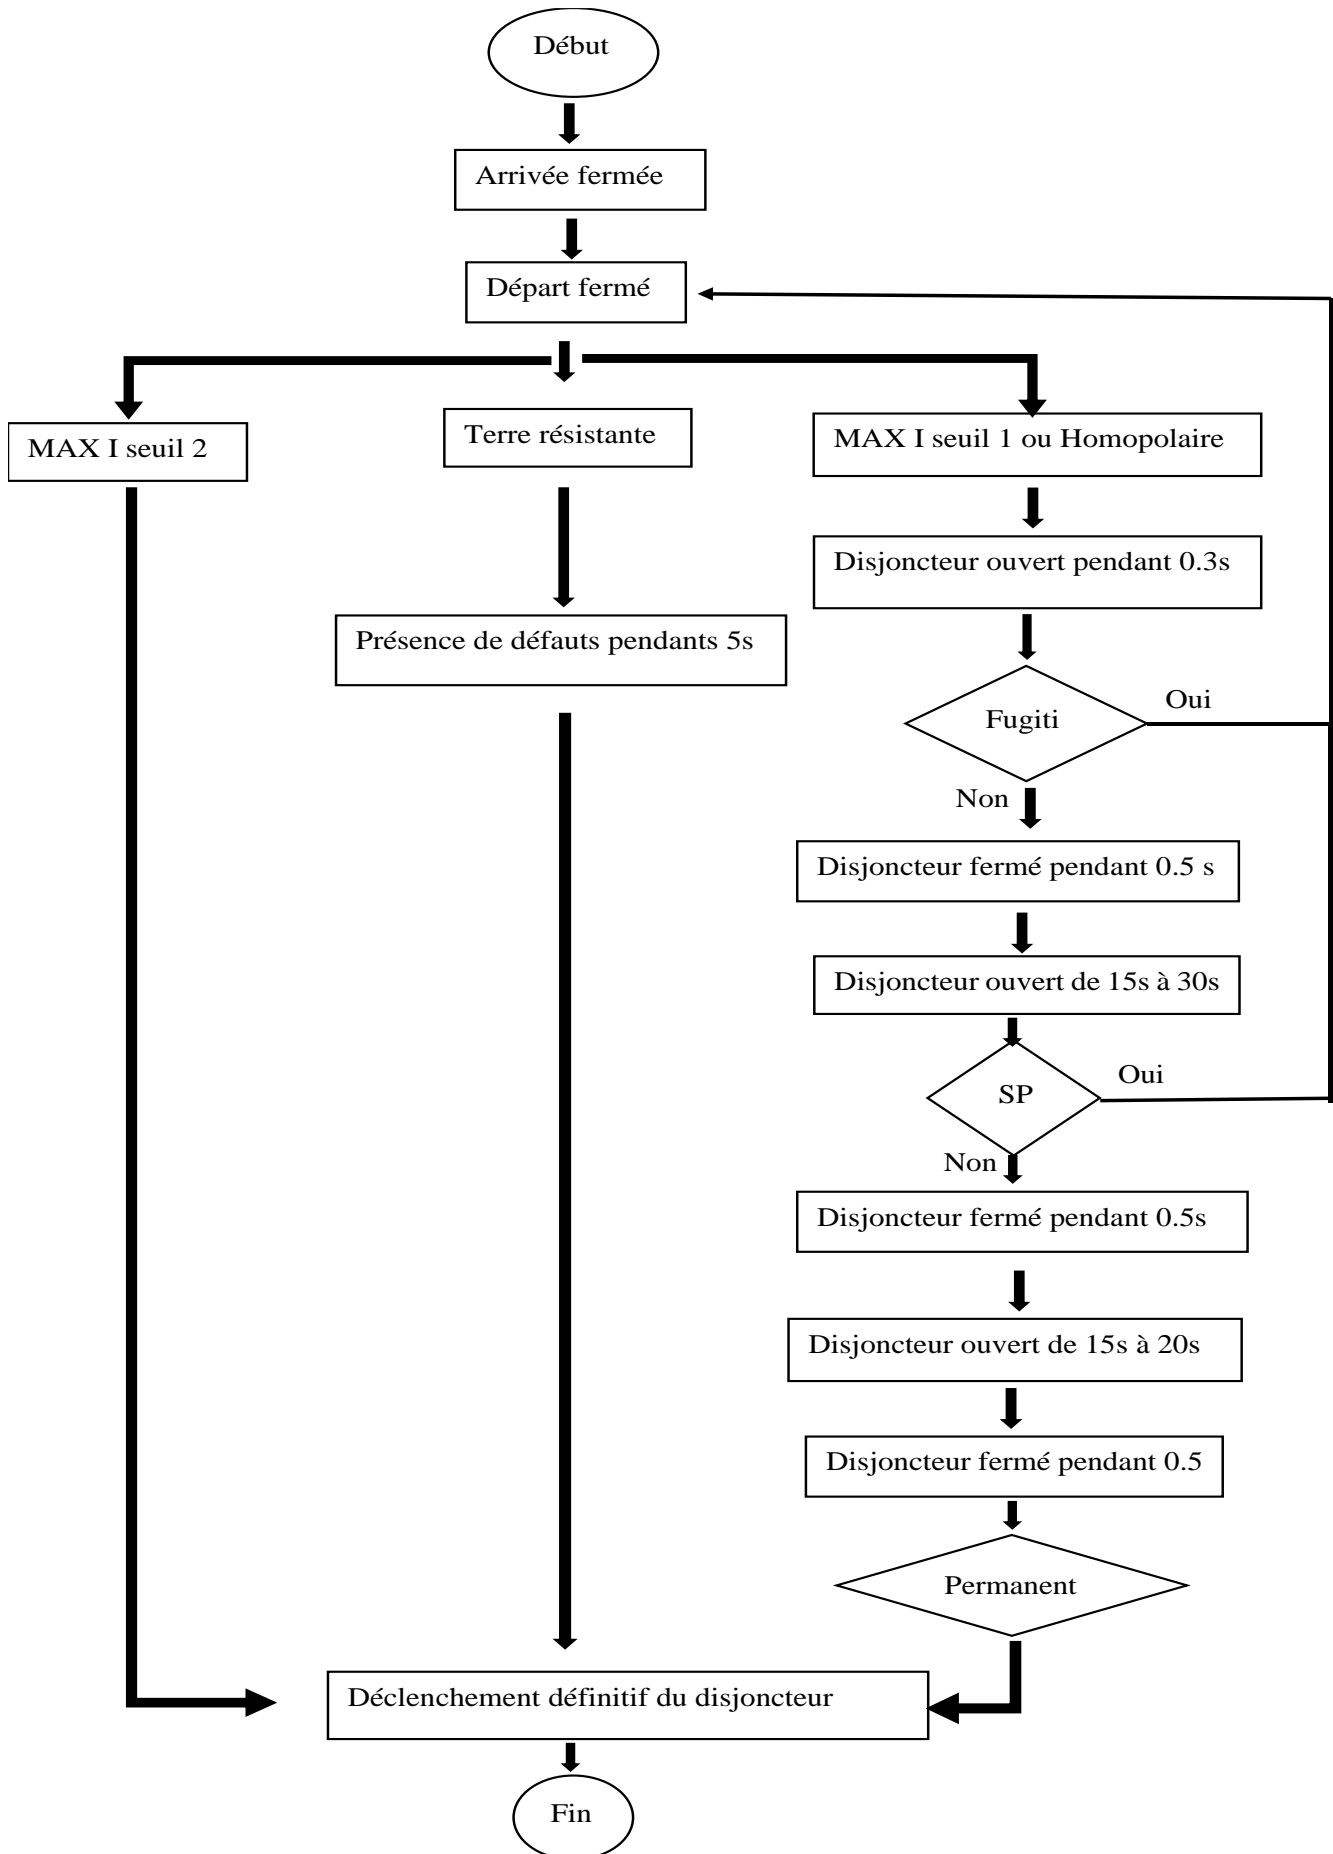 Début
Arrivée fermée
Départ fermé
MAX I seuil 2
Terre résistante
MAX I seuil 1 ou Homopolaire
Disjoncteur ouvert pendant 0.3s
Présence de défauts pendants 5s
Fugiti
Oui
Non
Disjoncteur fermé pendant 0.5 s
Disjoncteur ouvert de 15s à 30s
SP
Oui
Non
Disjoncteur fermé pendant 0.5s
Disjoncteur ouvert de 15s à 20s
Disjoncteur fermé pendant 0.5
Permanent
Déclenchement définitif du disjoncteur
Fin